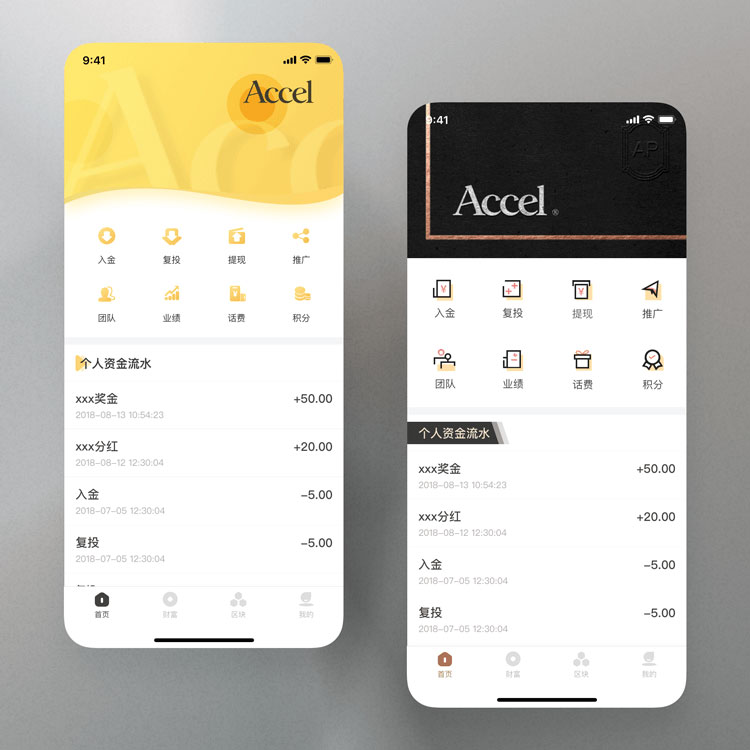 9:41
Accel
Acce
入金 复投 提现 推广
团队 业绩 话费 积分
个人资金流水
xxx奖金 +50.00
2018-08-13 10:54:23
xxx分红 +20.00
2018-08-12 12:30:04
入金 -5.00
2018-07-05 12:30:04
复投 -5.00
2018-07-05 12:30:04
首页 财富 区块 我的
9:41
AP
Accel®
入金 复投 提现 推广
团队 业绩 话费 积分
个人资金流水
xxx奖金 +50.00
2018-08-13 10:54:23
xxx分红 +20.00
2018-08-12 12:30:04
入金 -5.00
2018-07-05 12:30:04
复投 -5.00
2018-07-05 12:30:04
首页 财富 区块 我的